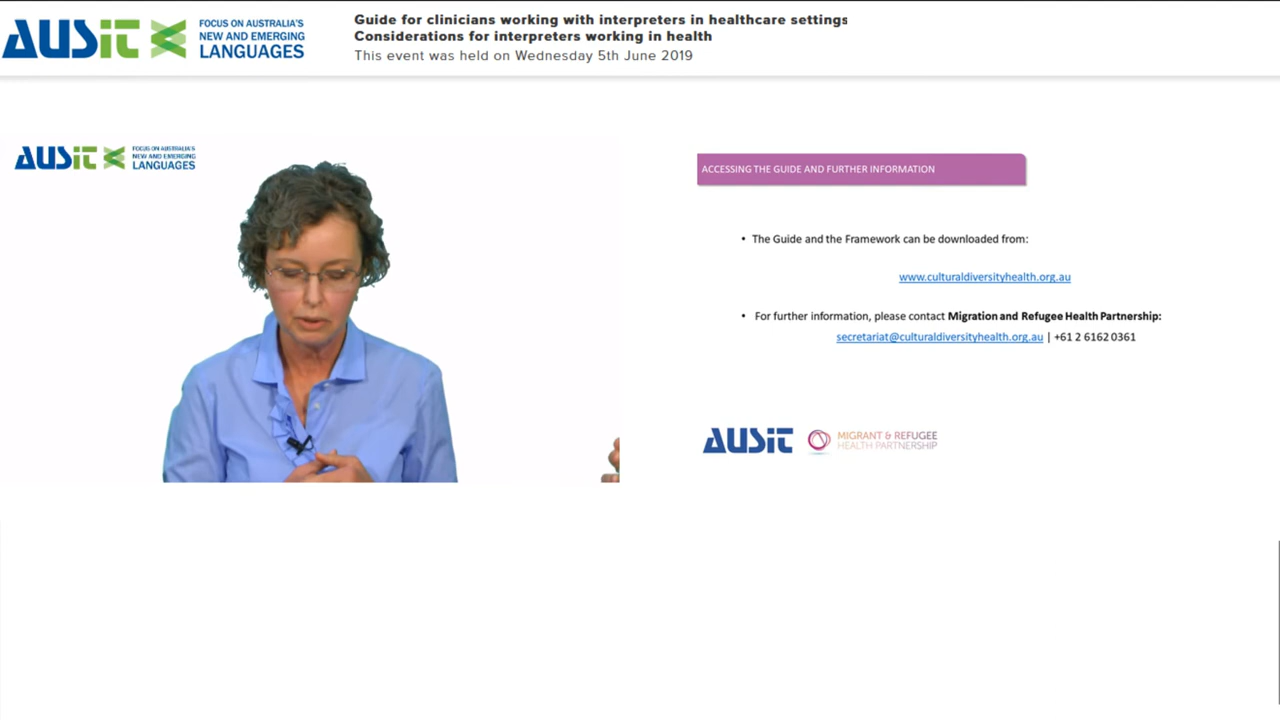 AUSiT
FOCUS ON AUSTRALIA'S
NEW AND EMERGING
LANGUAGES
Guide for clinicians working with interpreters in healthcare settings
Considerations for interpreters working in health
This event was held on Wednesday 5th June 2019
AUSiT
FOCUS ON AUSTRALIA'S
NEW AND EMERGING
LANGUAGES
ACCESSING THE GUIDE AND FURTHER INFORMATION
• The Guide and the Framework can be downloaded from:
www.culturaldiversityhealth.org.au
• For further information, please contact Migration and Refugee Health Partnership:
secretariat@culturaldiversityhealth.org.au | +61 2 6162 0361
AUSiT
MIGRANT & REFUGEE
HEALTH PARTNERSHIP